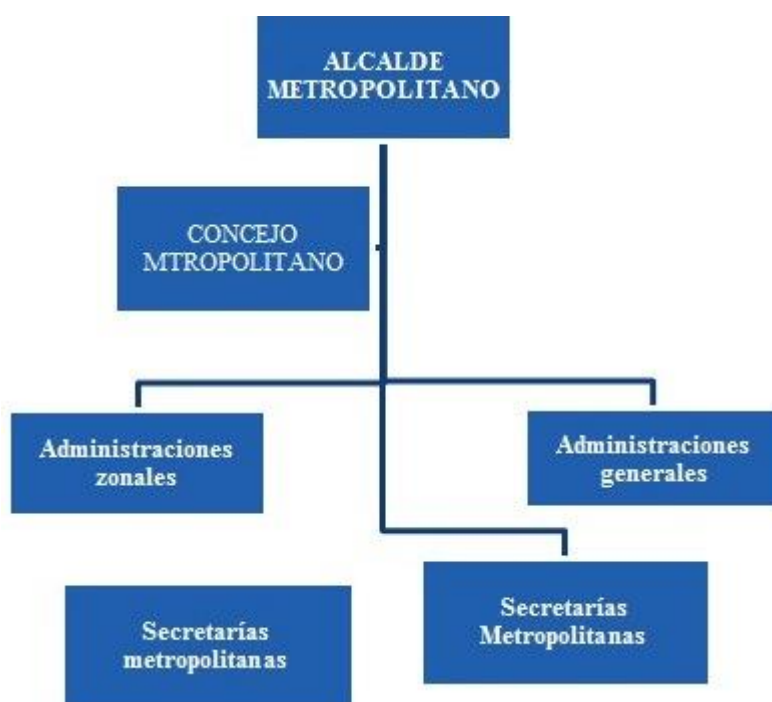 ALCALDE
METROPOLITANO
CONCEJO
MTROPOLITANO
Administraciones
zonales
Administraciones
generales
Secretarías
metropolitanas
Secretarías
Metropolitanas